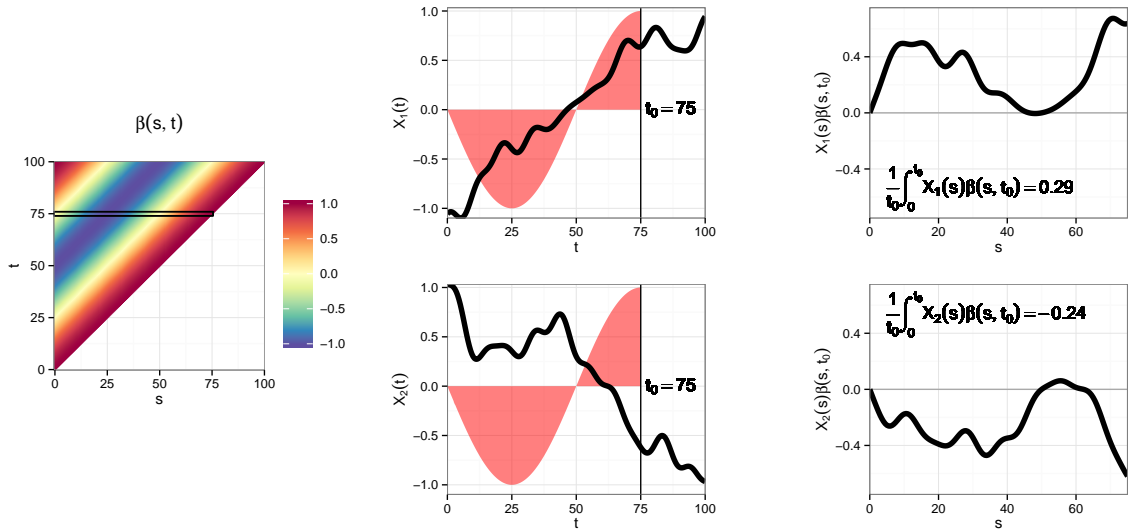 β(s, t)
100
75
50
25
0
t
0 25 50 75 100
s
1.0
0.5
0.0
−0.5
−1.0
X₁(t)
1.0
0.5
0.0
−0.5
−1.0
t₀ = 75
0 25 50 75 100
t
X₂(t)
1.0
0.5
0.0
−0.5
−1.0
t₀ = 75
0 25 50 75 100
t
X₁(s)β(s, t₀)
0.4
0.0
−0.4
1/t₀ ∫₀^t₀ X₁(s)β(s, t₀) = 0.29
0 20 40 60
s
X₂(s)β(s, t₀)
1/t₀ ∫₀^t₀ X₂(s)β(s, t₀) = −0.24
0.4
0.0
−0.4
0 20 40 60
s